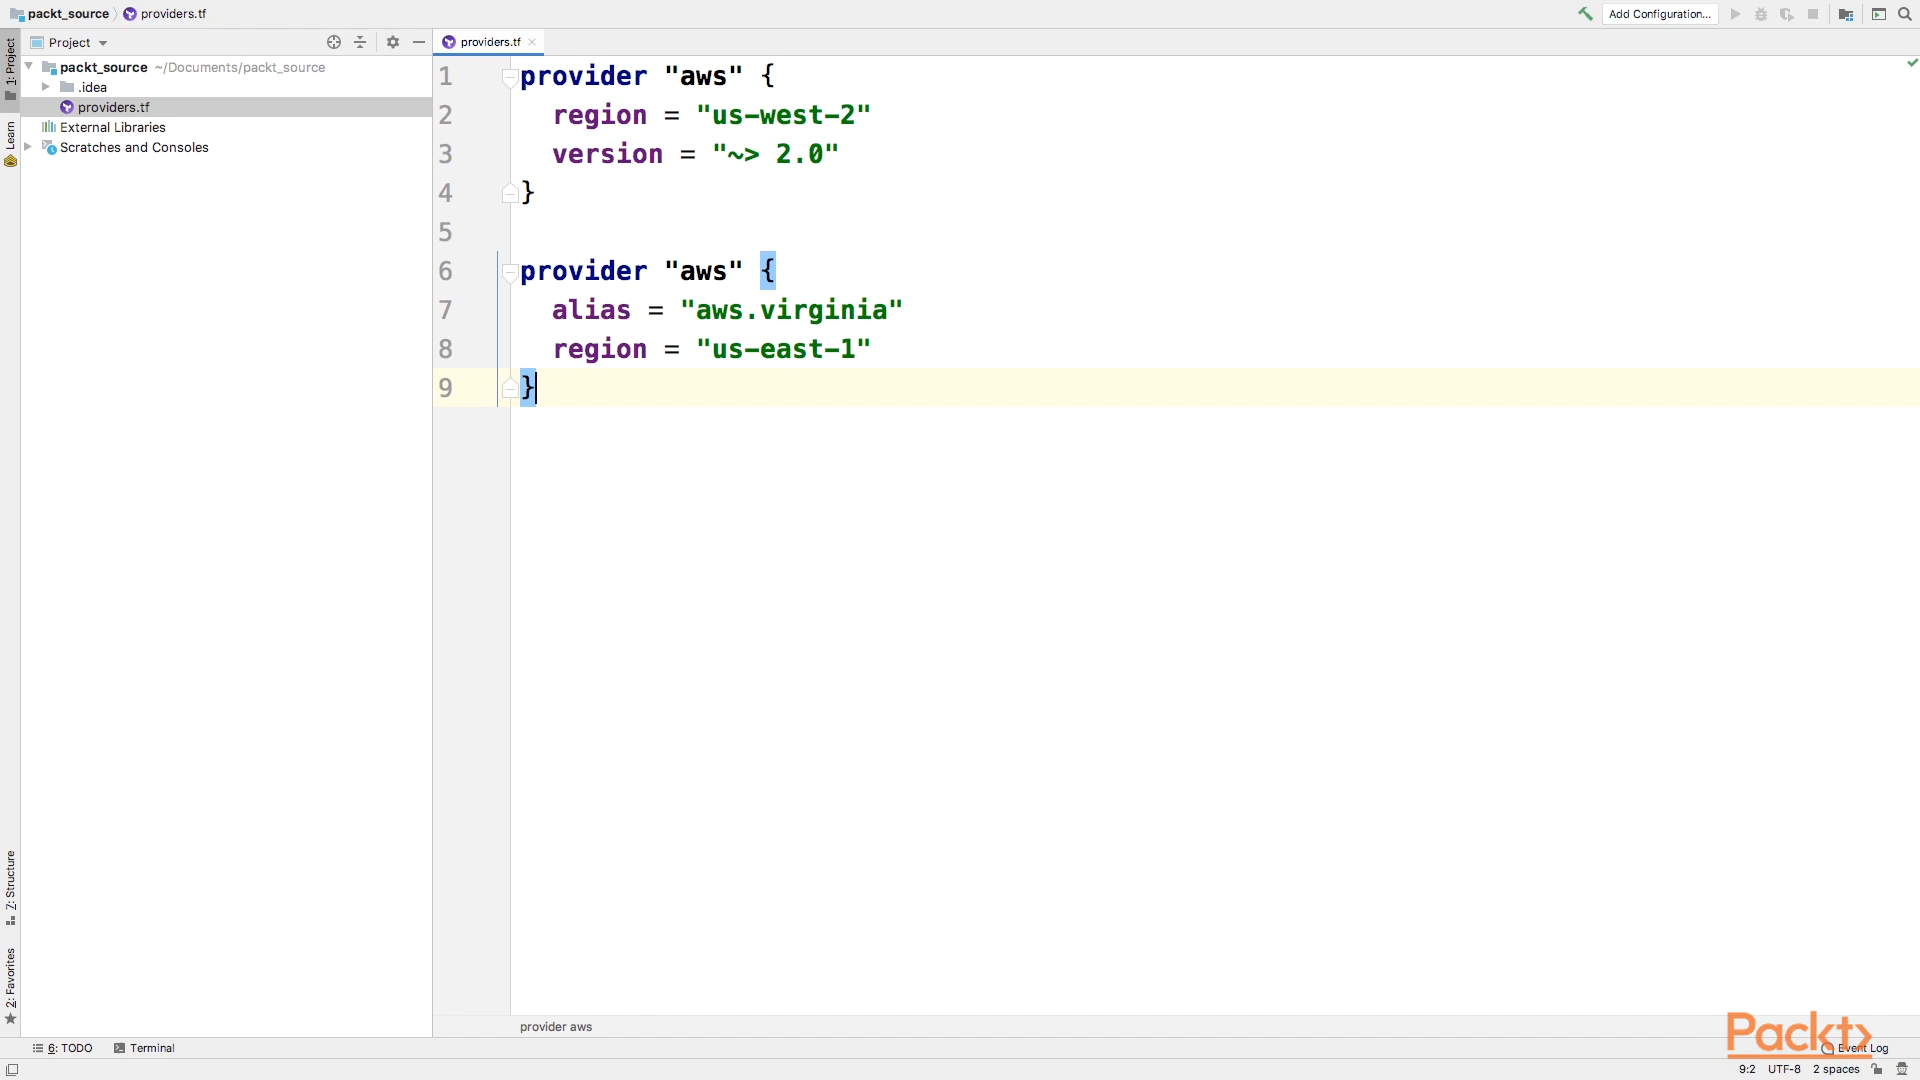 packt_source providers.tf
Add Configuration...
1: Project
Project
providers.tf
packt_source ~/Documents/packt_source
.idea
providers.tf
External Libraries
Scratches and Consoles
Learn
1 provider "aws" {
2 region = "us-west-2"
3 version = "~> 2.0"
4 }
5
6 provider "aws" {
7 alias = "aws.virginia"
8 region = "us-east-1"
9 }
7: Structure
2: Favorites
provider aws
Packt>
6: TODO Terminal Event Log
9:2 UTF-8 2 spaces